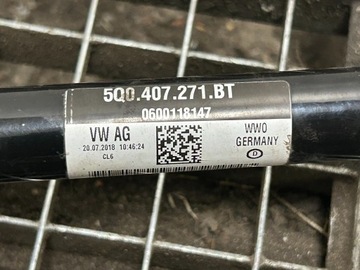 5Q0.407.271.BT
0600118147
VW AG
20.07.2018 10:46:24
CL6
WWO
GERMANY
D